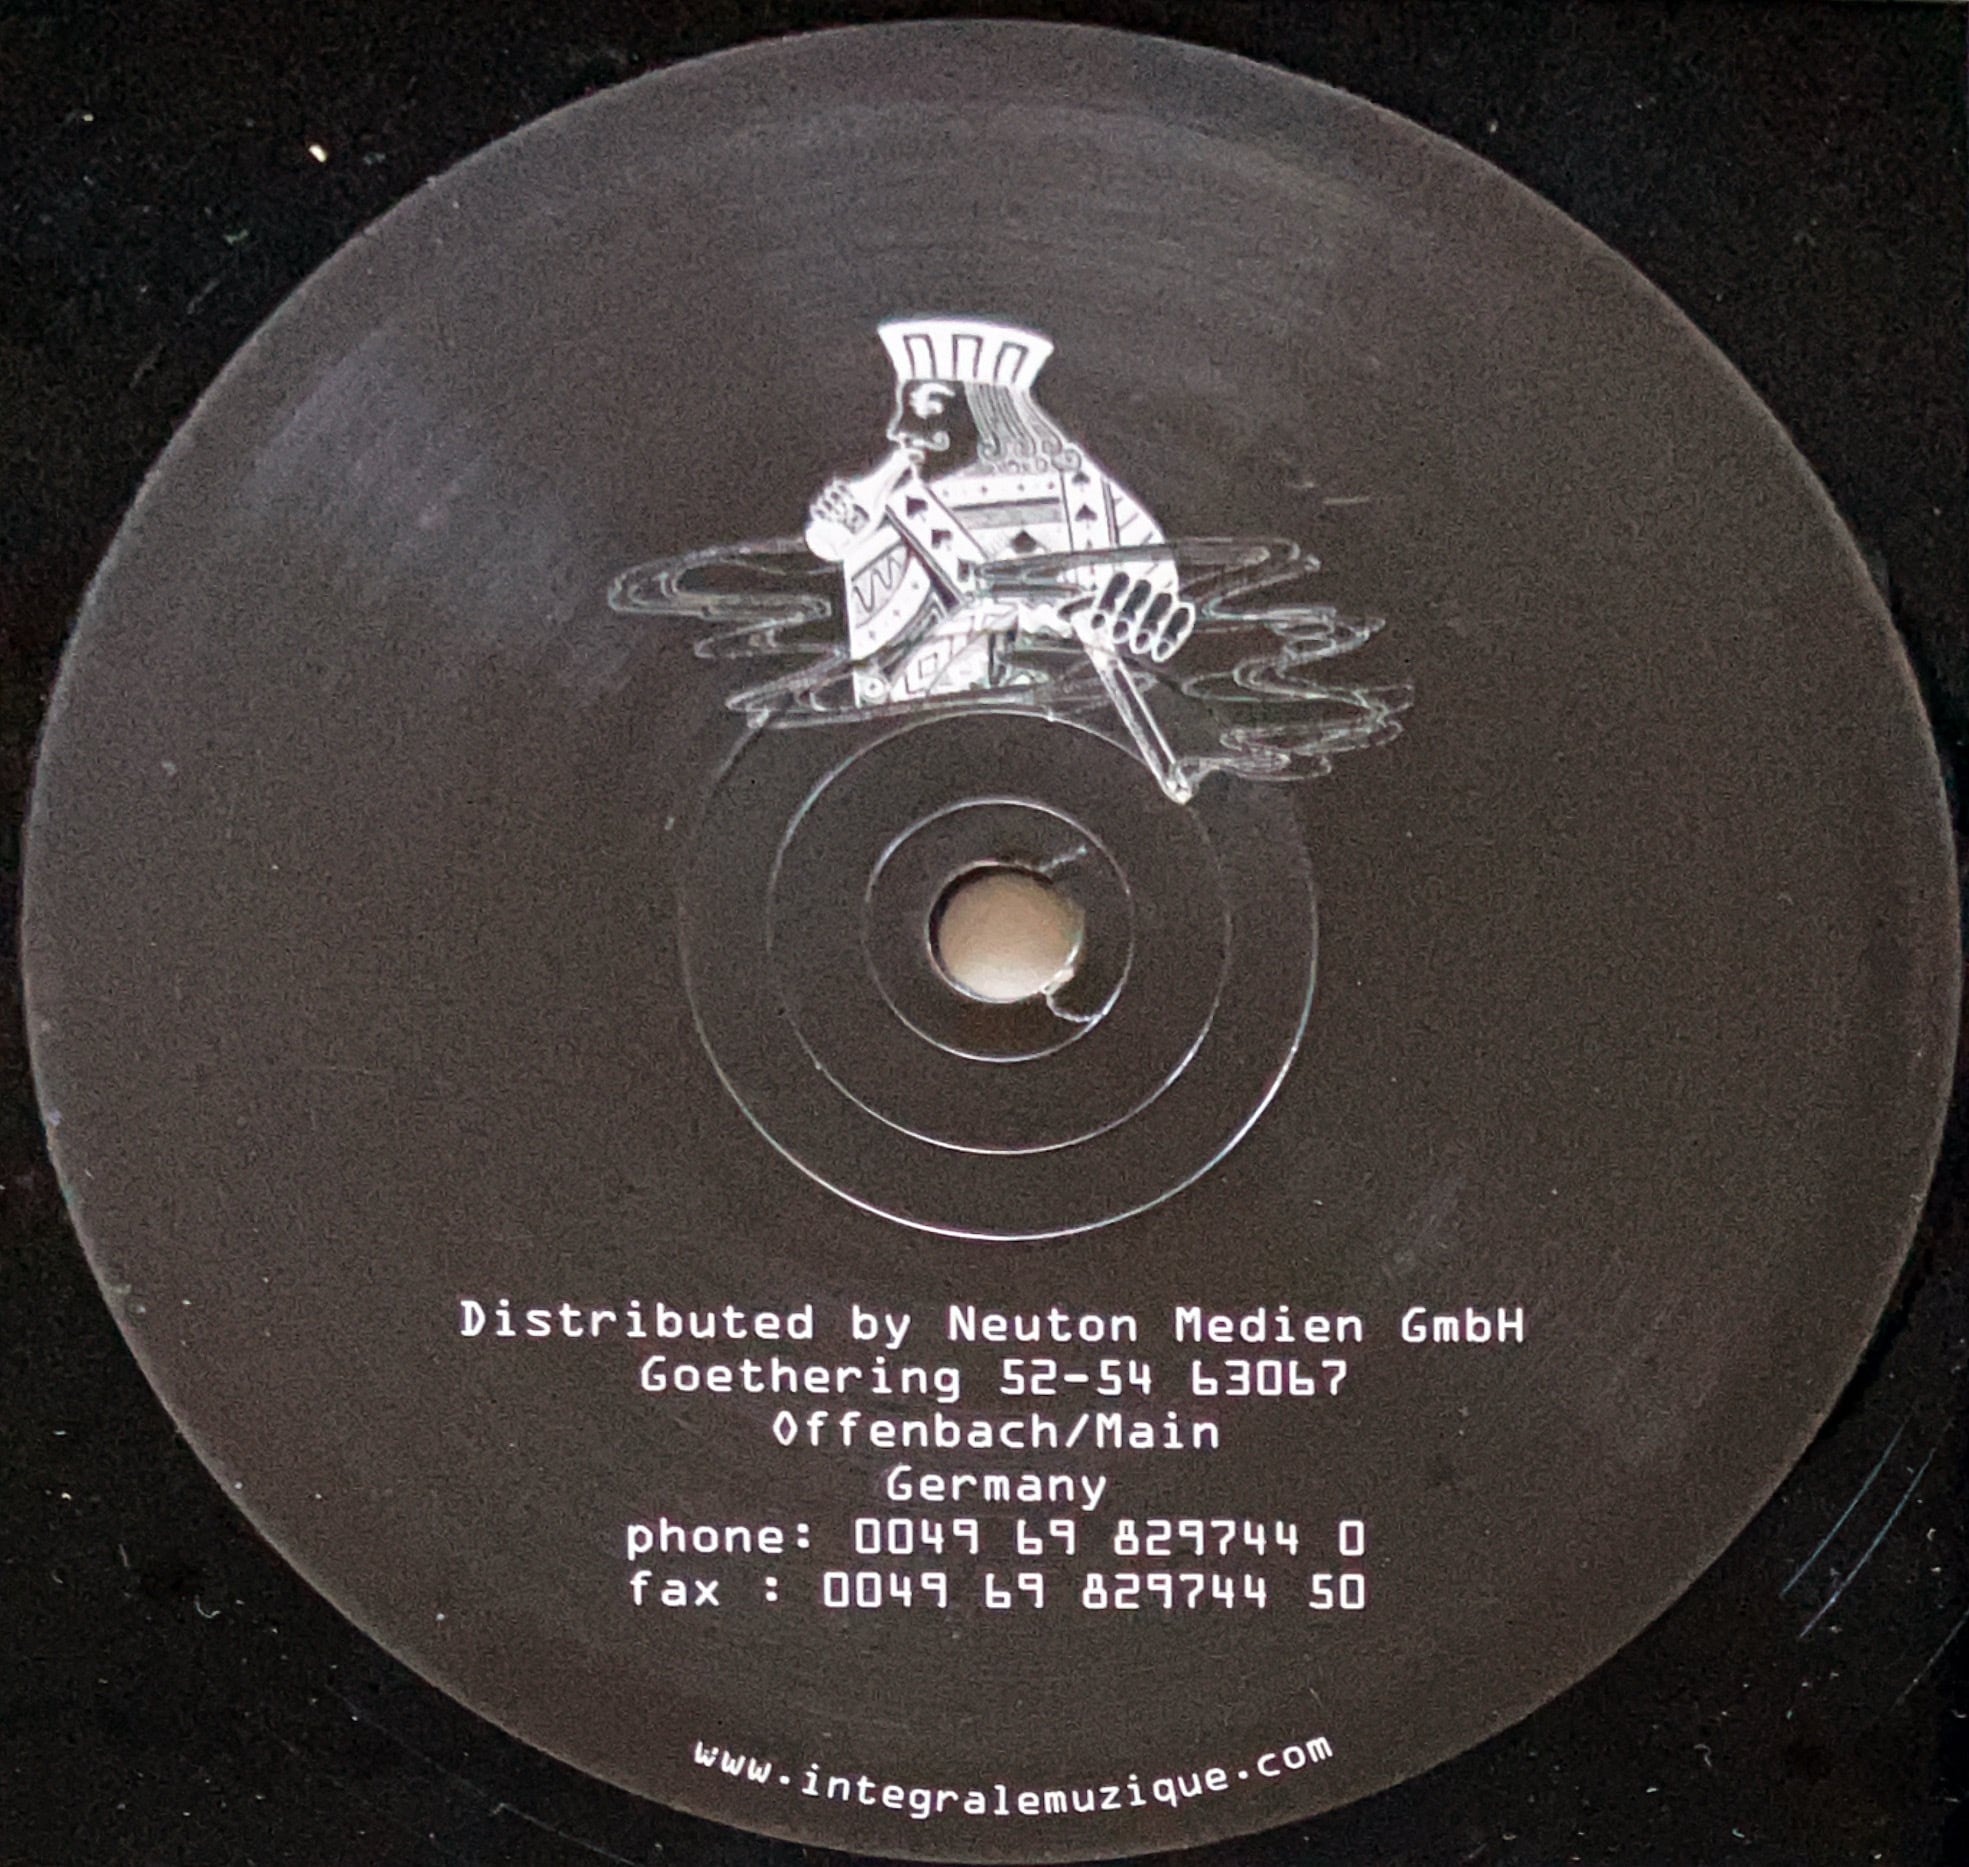 Distributed by Neuton Medien GmbH
Goethering 52-54 63067
Offenbach/Main
Germany
phone: 0049 69 829744 0
fax : 0049 69 829744 50
www.integralemuzique.com